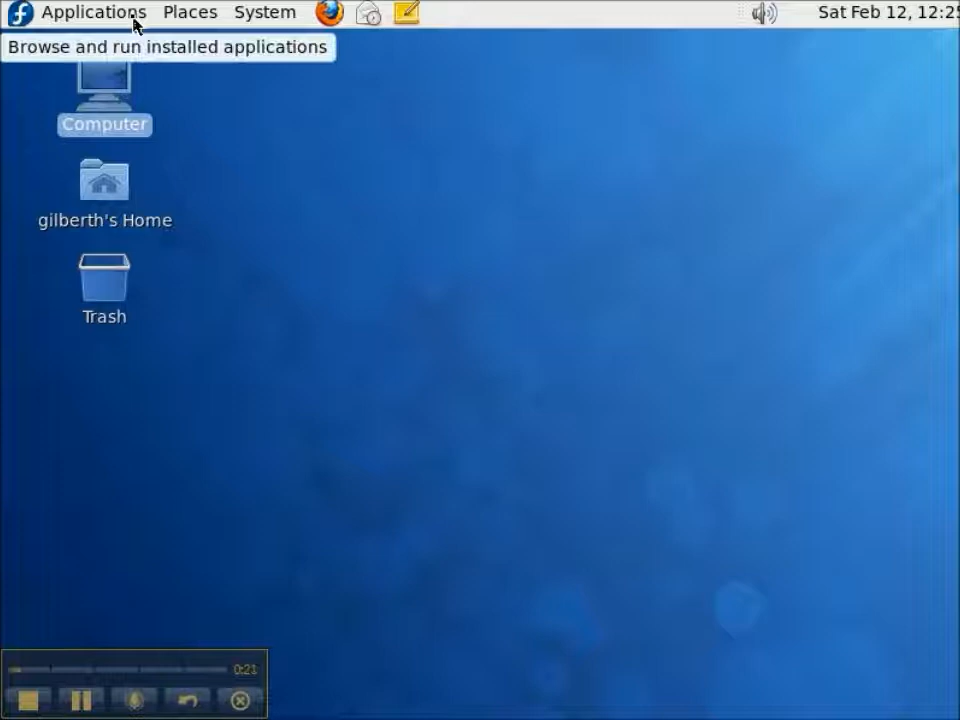 Applications Places System Sat Feb 12, 12:25
Browse and run installed applications
Computer
gilberth's Home
Trash
0:21